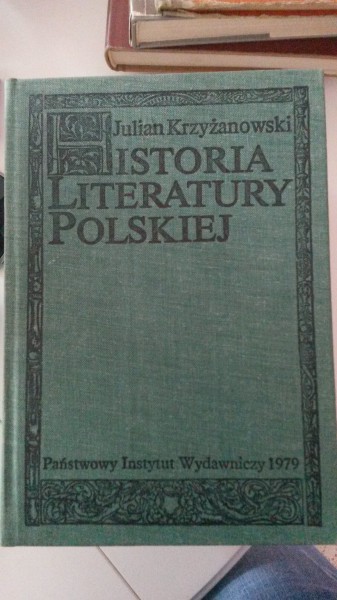 Julian Krzyżanowski
HISTORIA
LITERATURY
POLSKIEJ
Państwowy Instytut Wydawniczy 1979